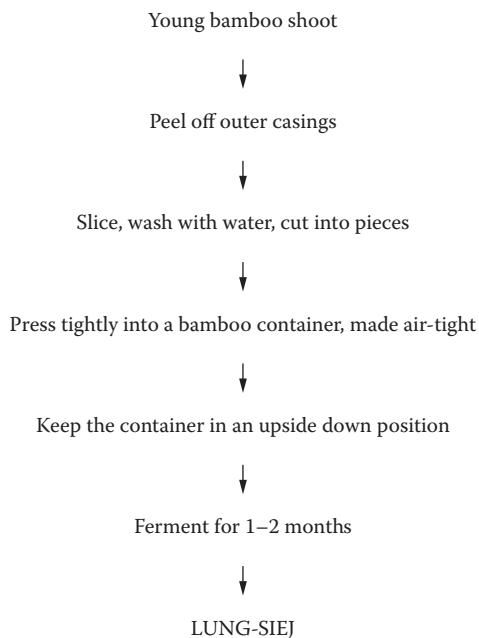 Young bamboo shoot
Peel off outer casings
Slice, wash with water, cut into pieces
Press tightly into a bamboo container, made air-tight
Keep the container in an upside down position
Ferment for 1–2 months
LUNG-SIEJ